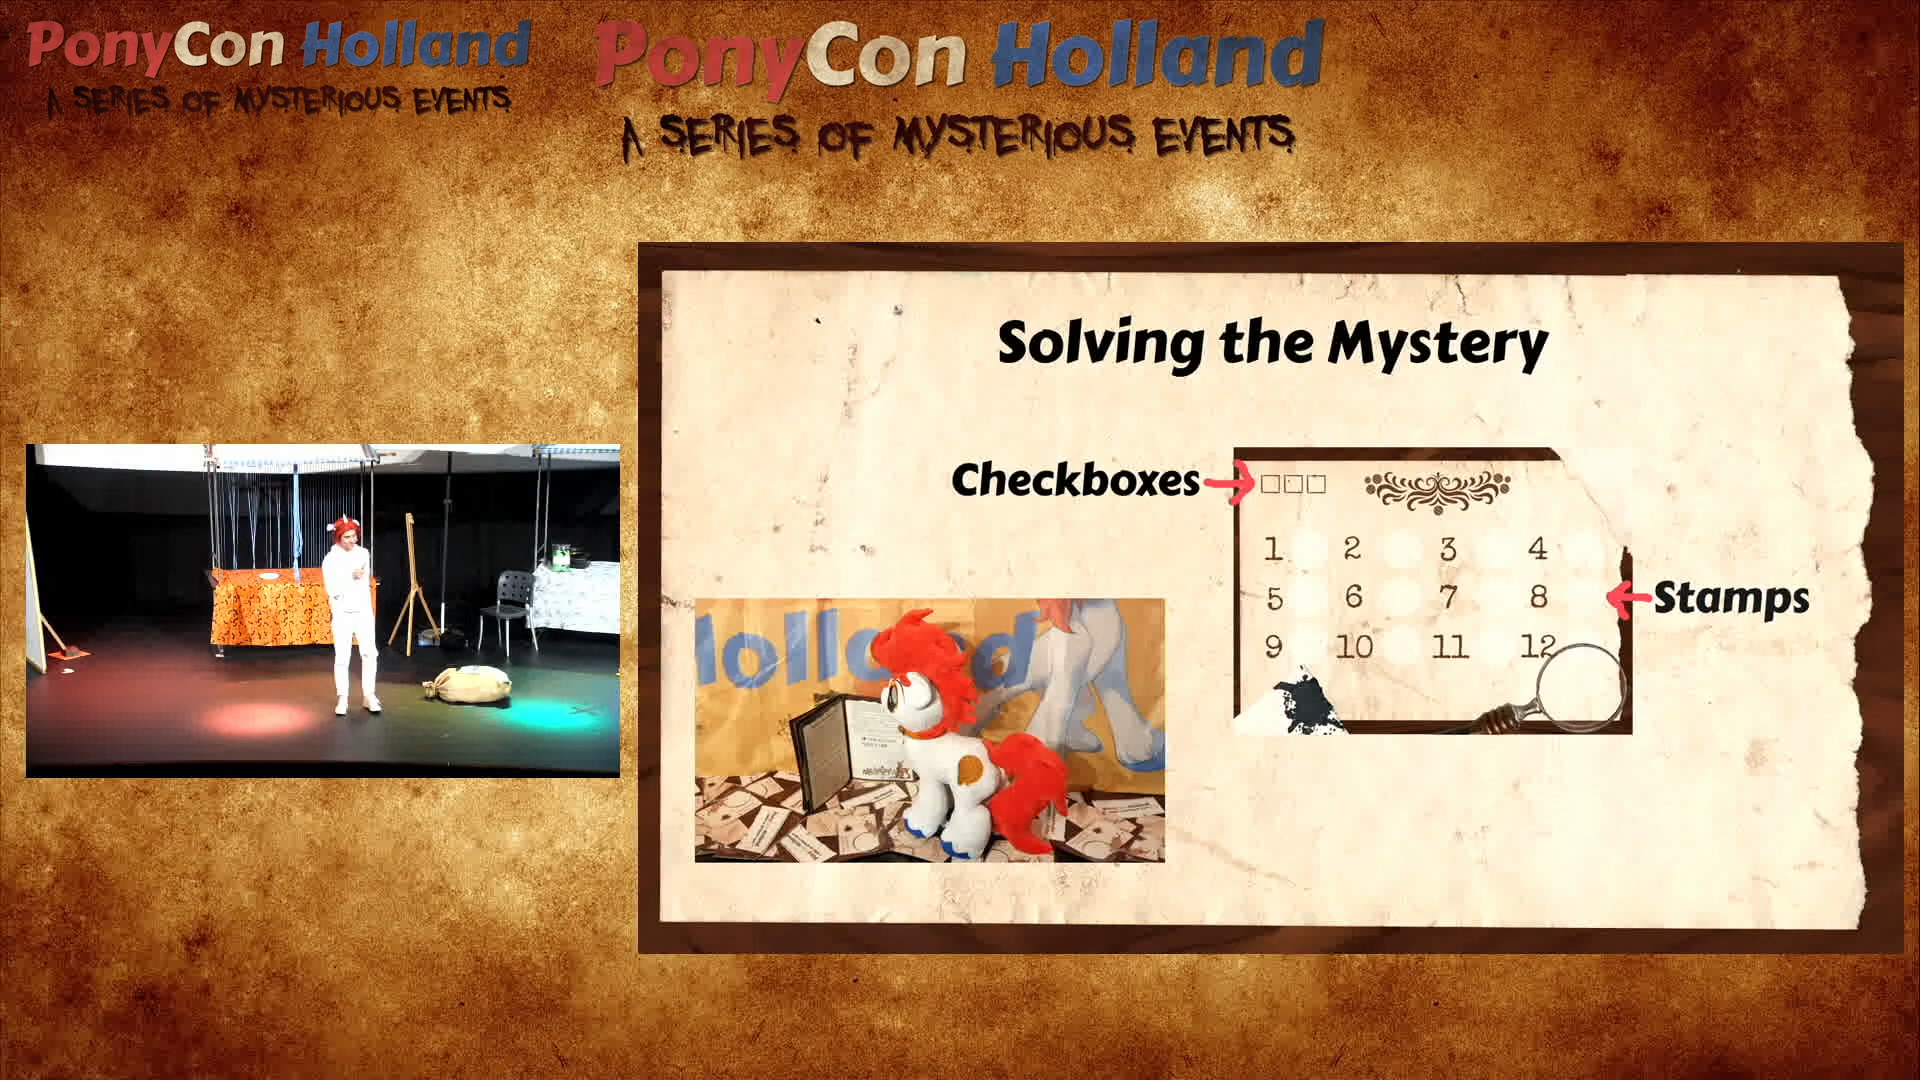 PonyCon Holland
A SERIES OF MYSTERIOUS EVENTS
PonyCon Holland
A SERIES OF MYSTERIOUS EVENTS
Solving the Mystery
Checkboxes
1 2 3 4
5 6 7 8
9 10 11 12
Stamps
Holland